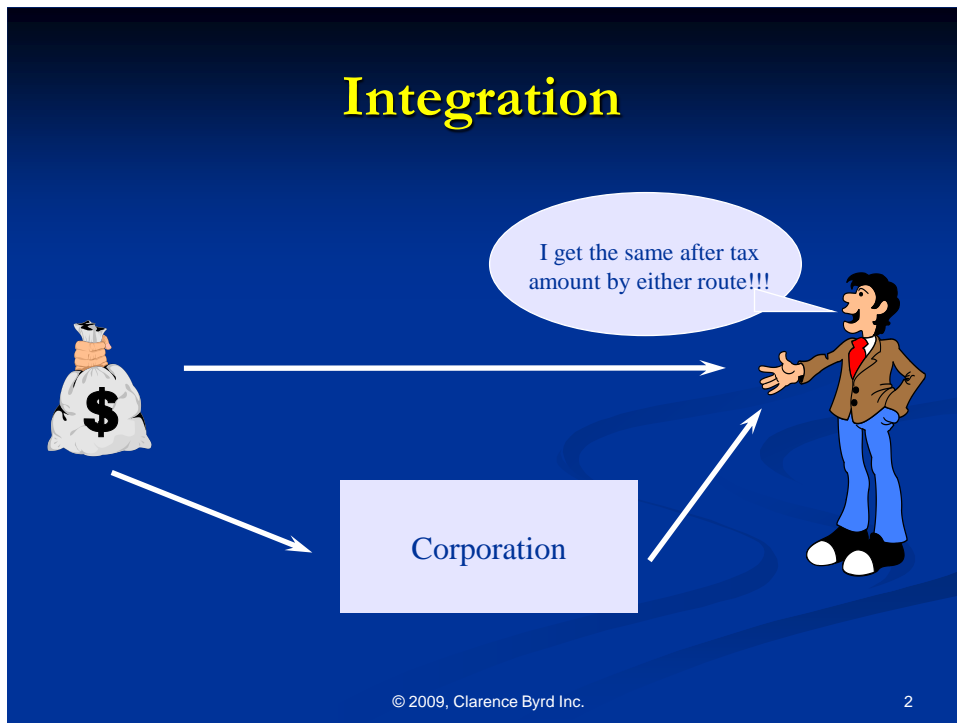 Integration
I get the same after tax
amount by either route!!!
$
Corporation
© 2009, Clarence Byrd Inc.
2